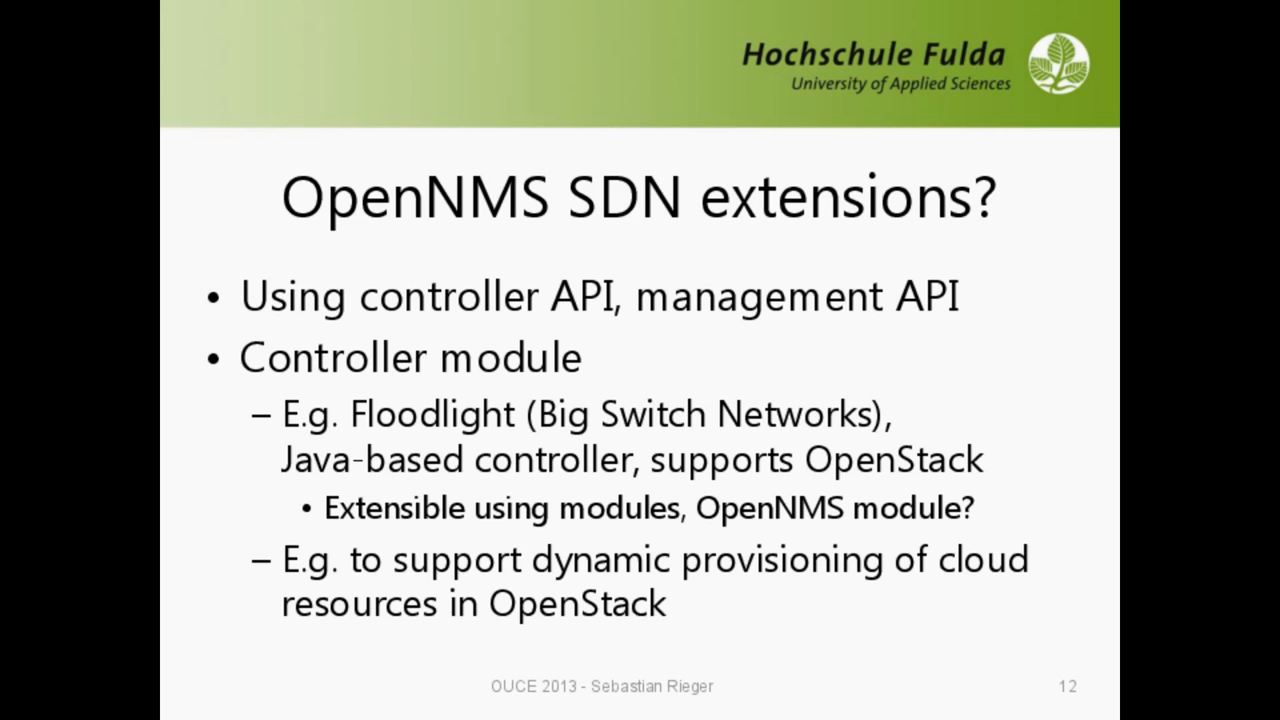 Hochschule Fulda
University of Applied Sciences
OpenNMS SDN extensions?
• Using controller API, management API
• Controller module
– E.g. Floodlight (Big Switch Networks),
Java-based controller, supports OpenStack
• Extensible using modules, OpenNMS module?
– E.g. to support dynamic provisioning of cloud
resources in OpenStack
OUCE 2013 - Sebastian Rieger
12